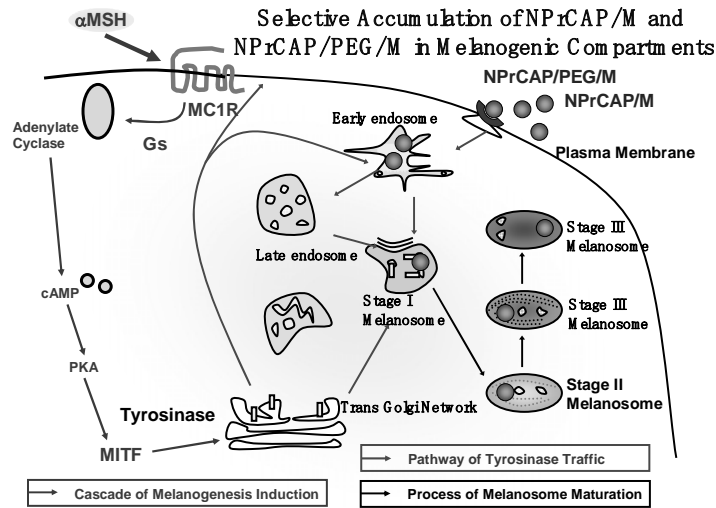 Selective Accumulation of NPrCAP/M and
NPrCAP/PEG/M in Melanogenic Compartments
αMSH
MC1R
Gs
Adenylate
Cyclase
cAMP
PKA
MITF
Tyrosinase
Early endosome
NPrCAP/PEG/M
NPrCAP/M
Plasma Membrane
Late endosome
Stage I
Melanosome
Stage III
Melanosome
Stage III
Melanosome
Stage II
Melanosome
Trans Golgi Network
Pathway of Tyrosinase Traffic
Cascade of Melanogenesis Induction
Process of Melanosome Maturation